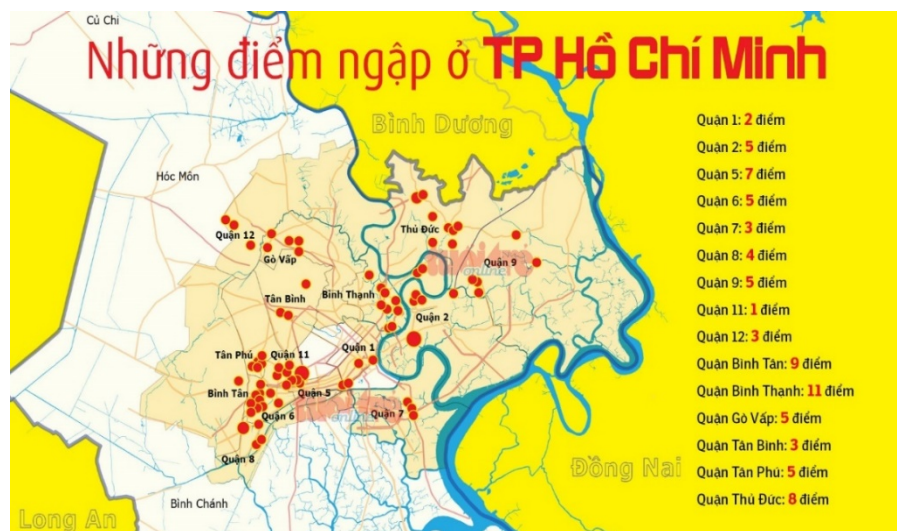 Củ Chi
Những điểm ngập ở TP Hồ Chí Minh
Bình Dương
Hóc Môn
Quận 12
Gò Vấp
Thủ Đức
Quận 9
tuổi trẻ
online
Tân Bình
Bình Thạnh
Quận 2
Tân Phú
Quận 11
Quận 1
Bình Tân
Quận 5
Quận 6
online
Quận 7
Quận 8
Bình Chánh
Long An
Đồng Nai
Quận 1: 2 điểm
Quận 2: 5 điểm
Quận 5: 7 điểm
Quận 6: 5 điểm
Quận 7: 3 điểm
Quận 8: 4 điểm
Quận 9: 5 điểm
Quận 11: 1 điểm
Quận 12: 3 điểm
Quận Bình Tân: 9 điểm
Quận Bình Thạnh: 11 điểm
Quận Gò Vấp: 5 điểm
Quận Tân Bình: 3 điểm
Quận Tân Phú: 5 điểm
Quận Thủ Đức: 8 điểm